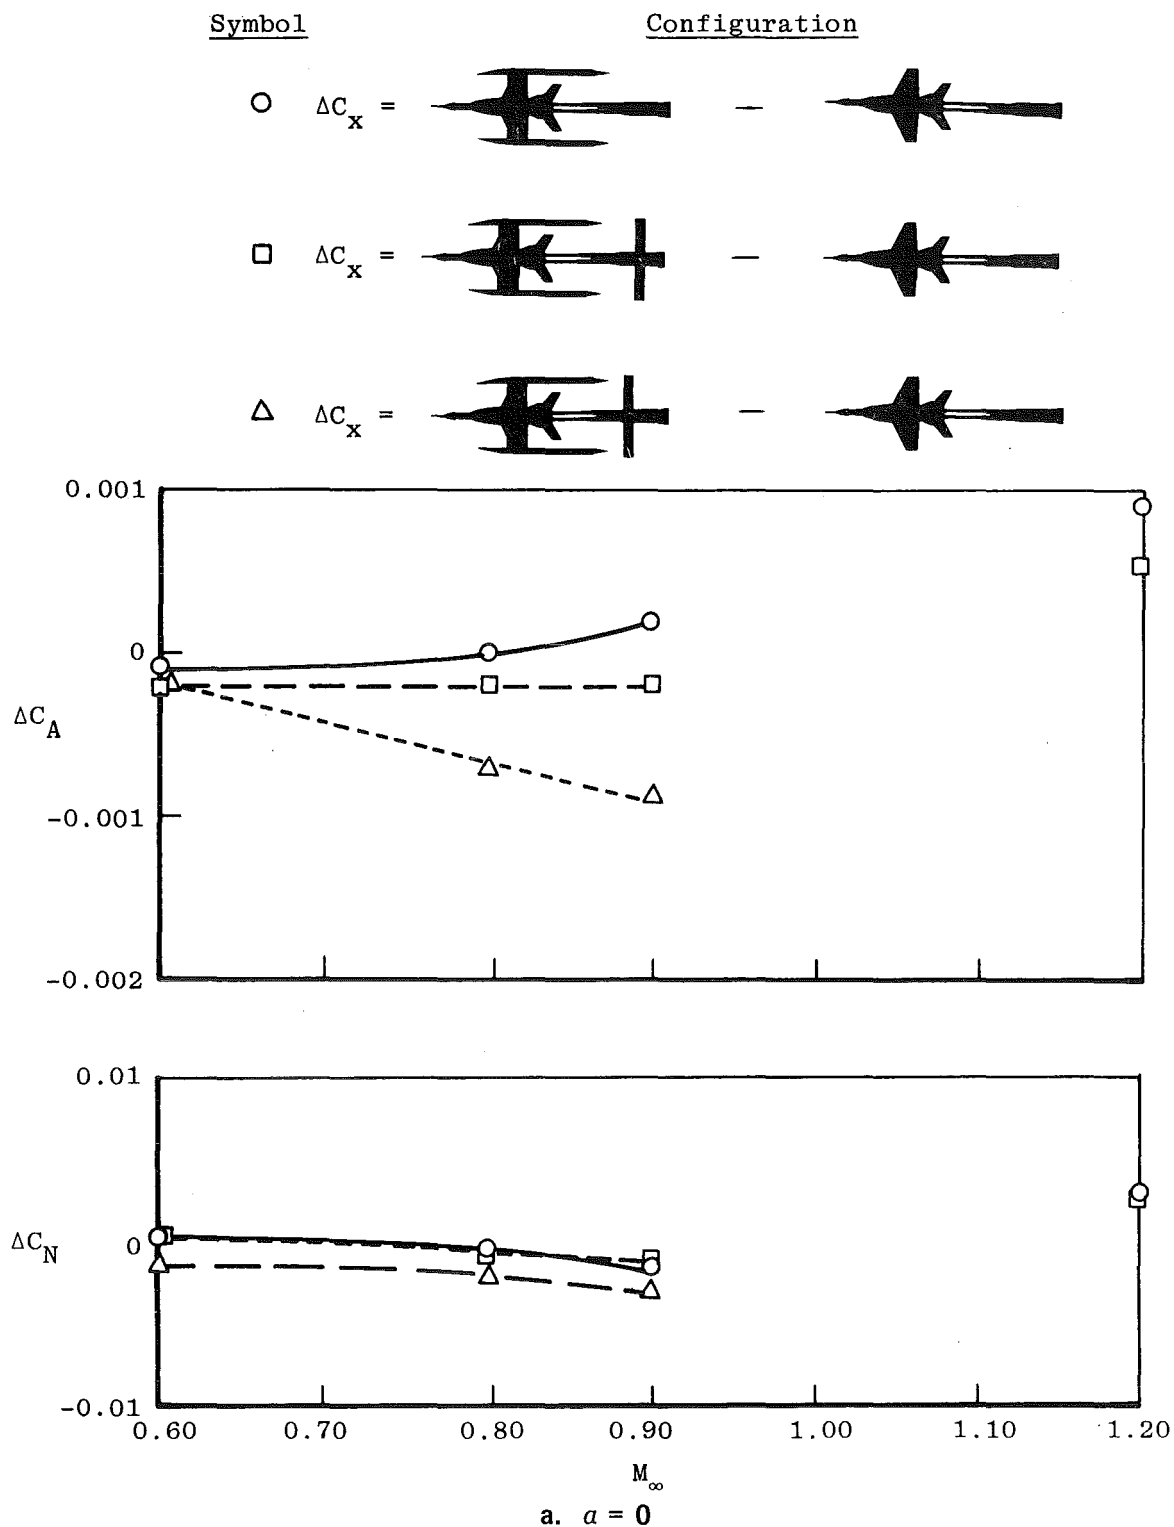 Symbol Configuration
○ ΔCx = —
□ ΔCx = —
△ ΔCx = —
0.001
0
ΔCA
-0.001
-0.002
0.01
ΔCN 0
-0.01
0.60 0.70 0.80 0.90 1.00 1.10 1.20
M∞
a. α = 0